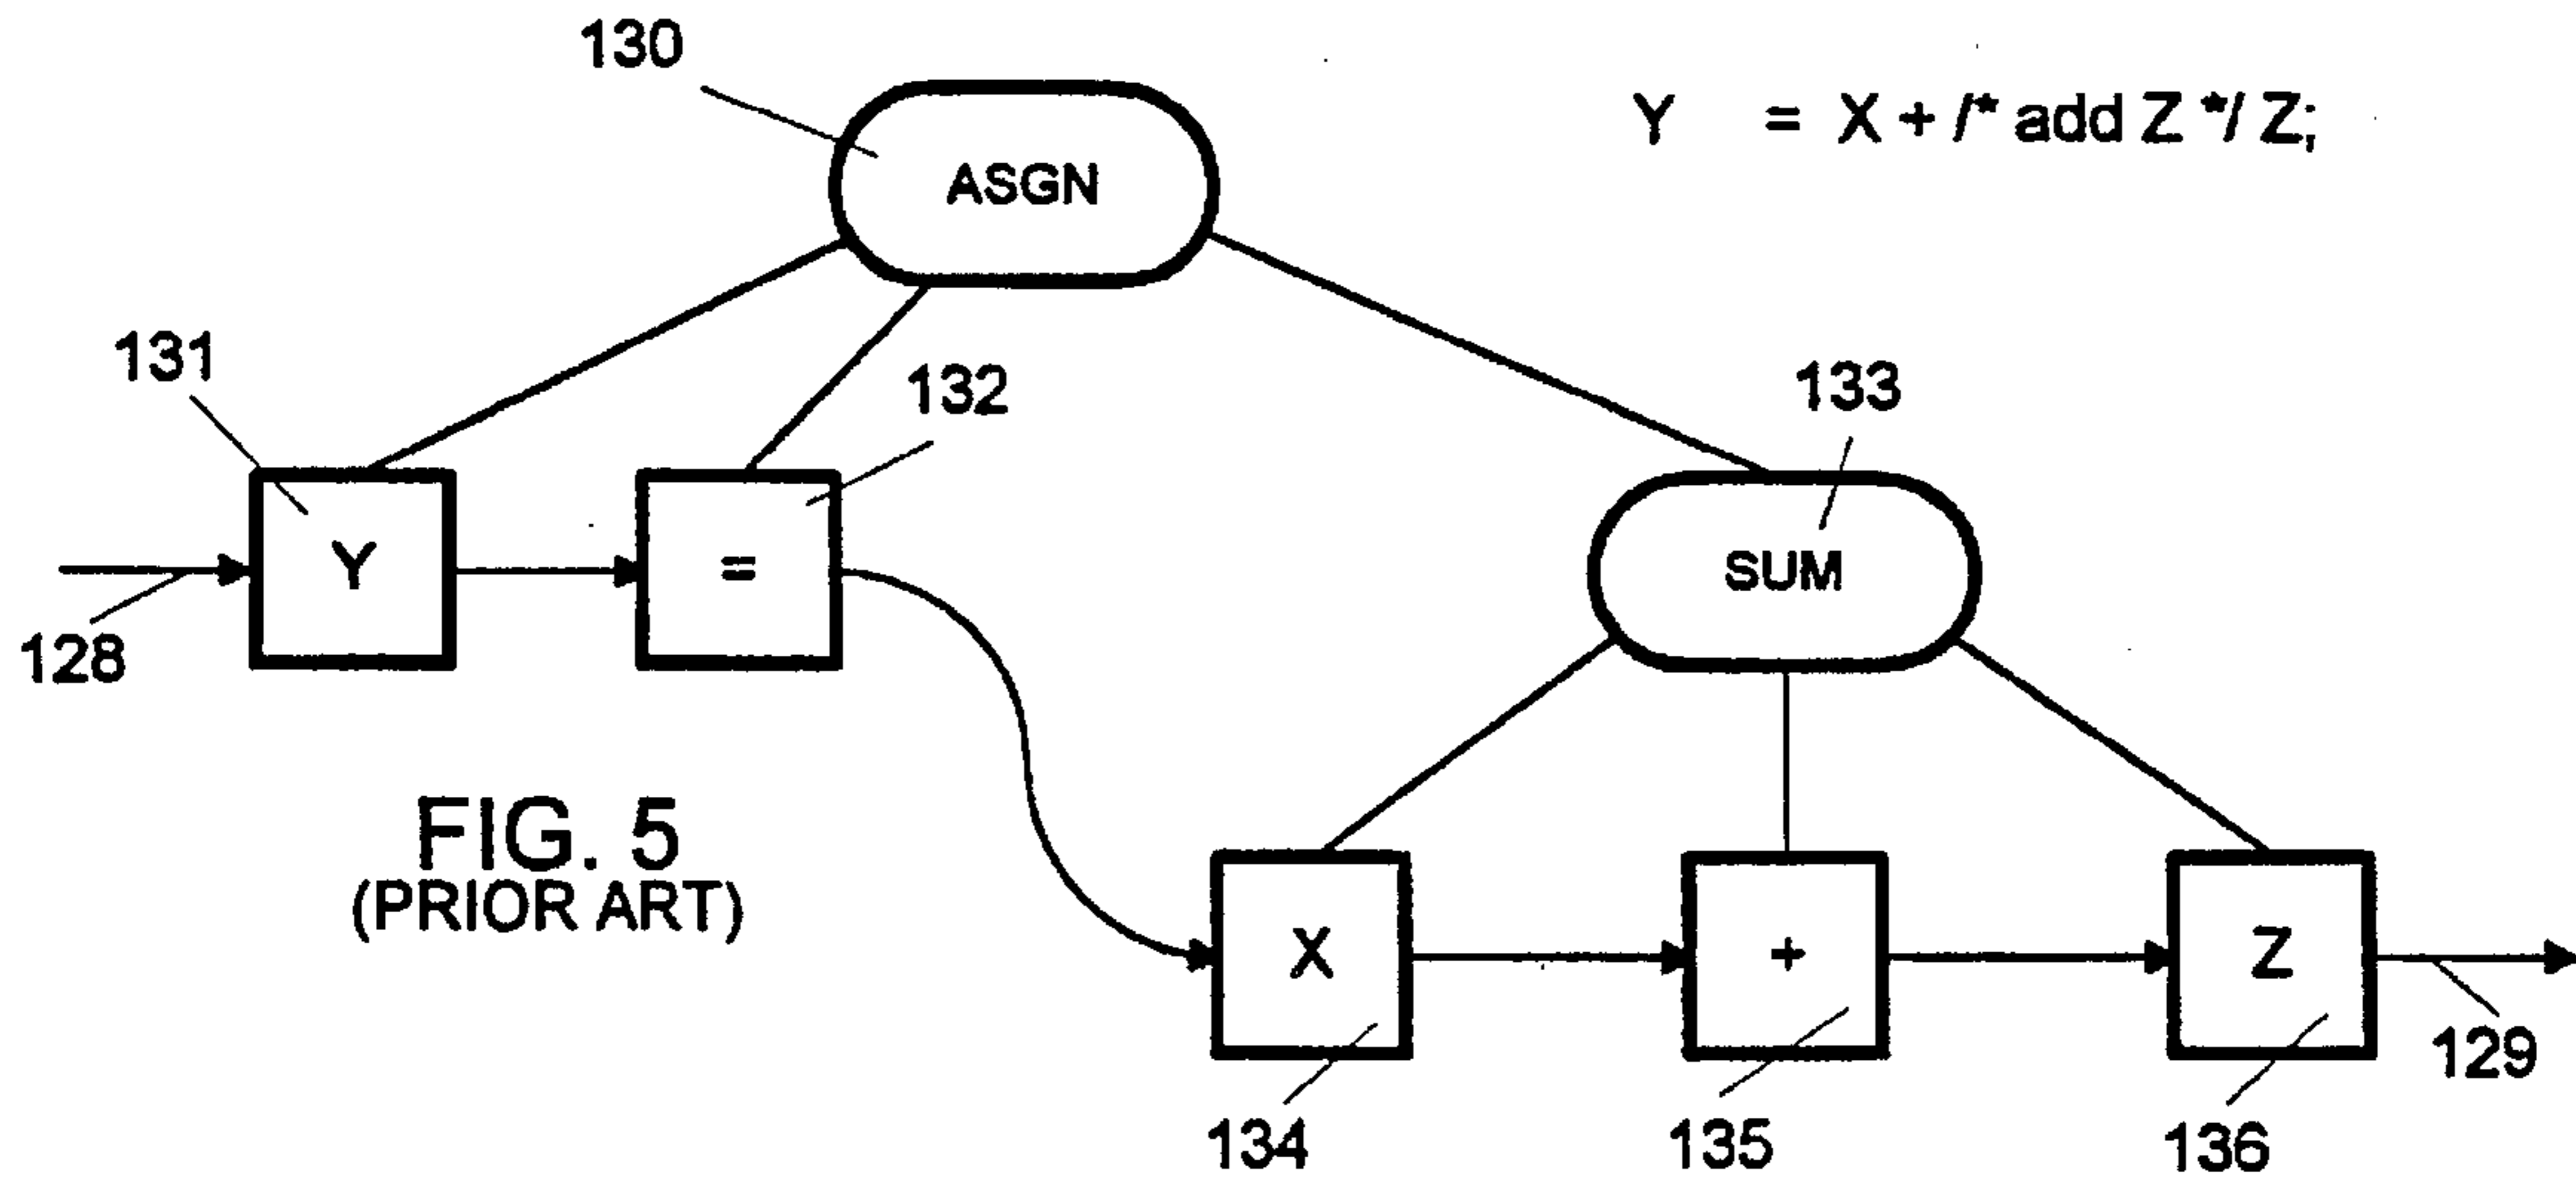 130
Y = X + /* add Z */ Z;
ASGN
131
132
133
Y
=
SUM
128
FIG. 5
(PRIOR ART)
X
+
Z
129
134
135
136